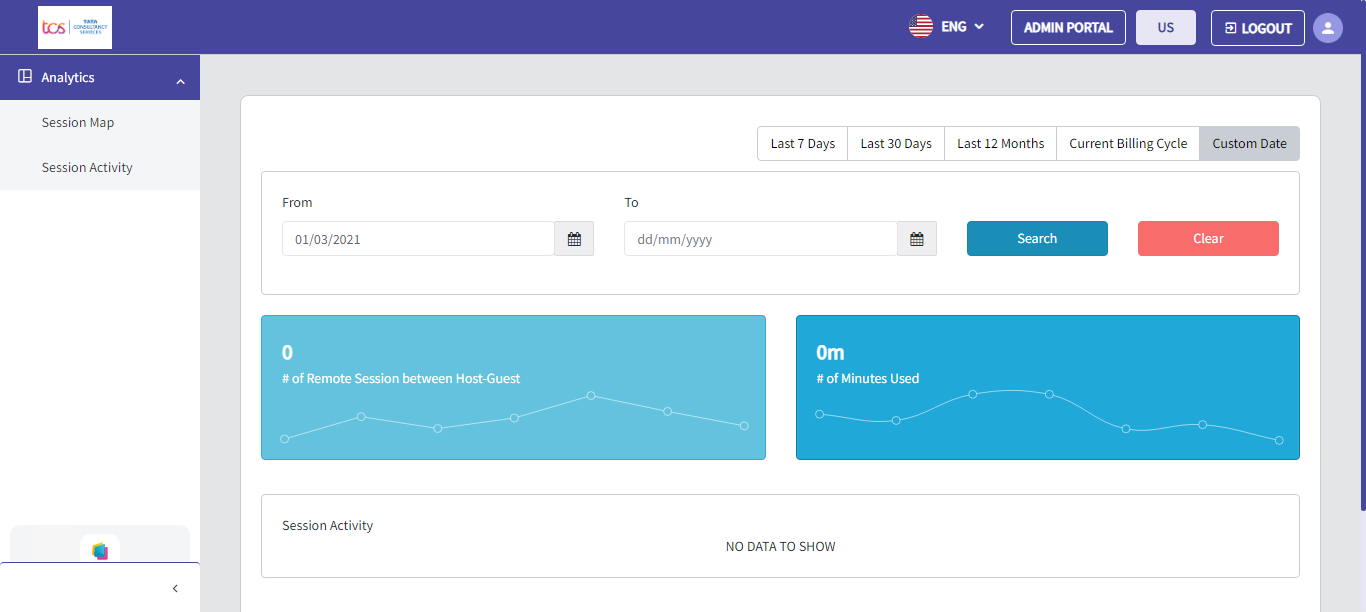 tcs TATA
CONSULTANCY
SERVICES
ENG
ADMIN PORTAL
US
LOGOUT
Analytics
Session Map
Session Activity
Last 7 Days
Last 30 Days
Last 12 Months
Current Billing Cycle
Custom Date
From
To
01/03/2021
dd/mm/yyyy
Search
Clear
0
# of Remote Session between Host-Guest
0m
# of Minutes Used
Session Activity
NO DATA TO SHOW